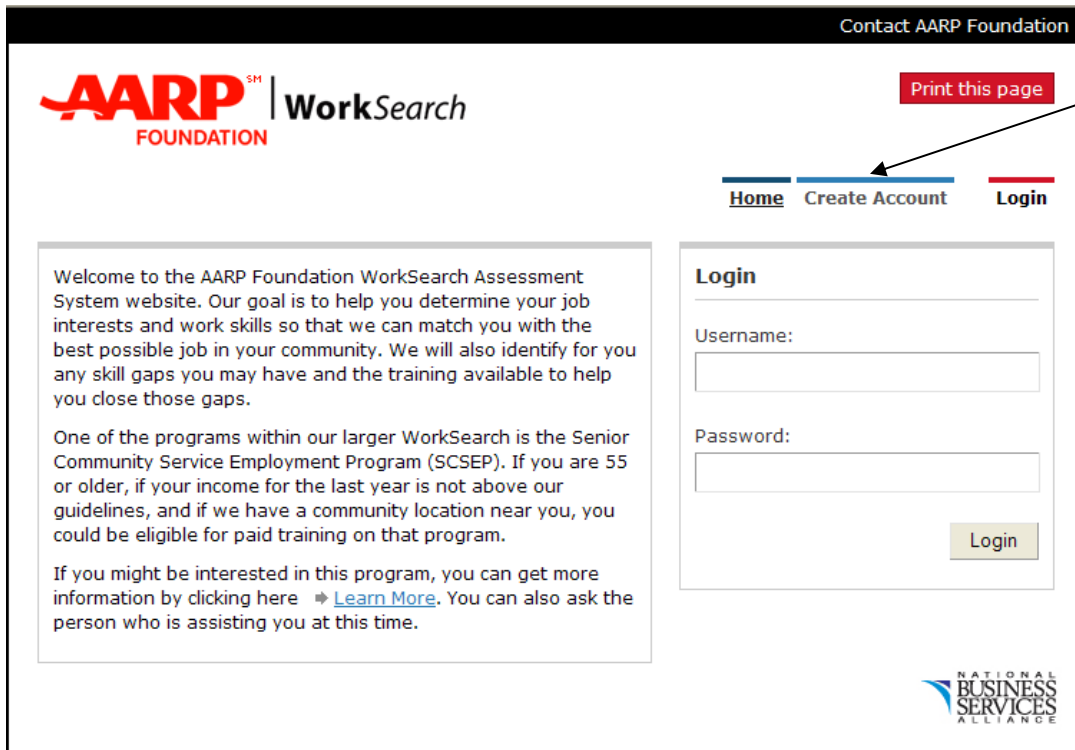 Contact AARP Foundation
AARP℠ WorkSearch
FOUNDATION
Print this page
Home Create Account Login
Welcome to the AARP Foundation WorkSearch Assessment
System website. Our goal is to help you determine your job
interests and work skills so that we can match you with the
best possible job in your community. We will also identify for you
any skill gaps you may have and the training available to help
you close those gaps.
One of the programs within our larger WorkSearch is the Senior
Community Service Employment Program (SCSEP). If you are 55
or older, if your income for the last year is not above our
guidelines, and if we have a community location near you, you
could be eligible for paid training on that program.
If you might be interested in this program, you can get more
information by clicking here Learn More. You can also ask the
person who is assisting you at this time.
Login
Username:
Password:
Login
NATIONAL
BUSINESS
SERVICES
ALLIANCE